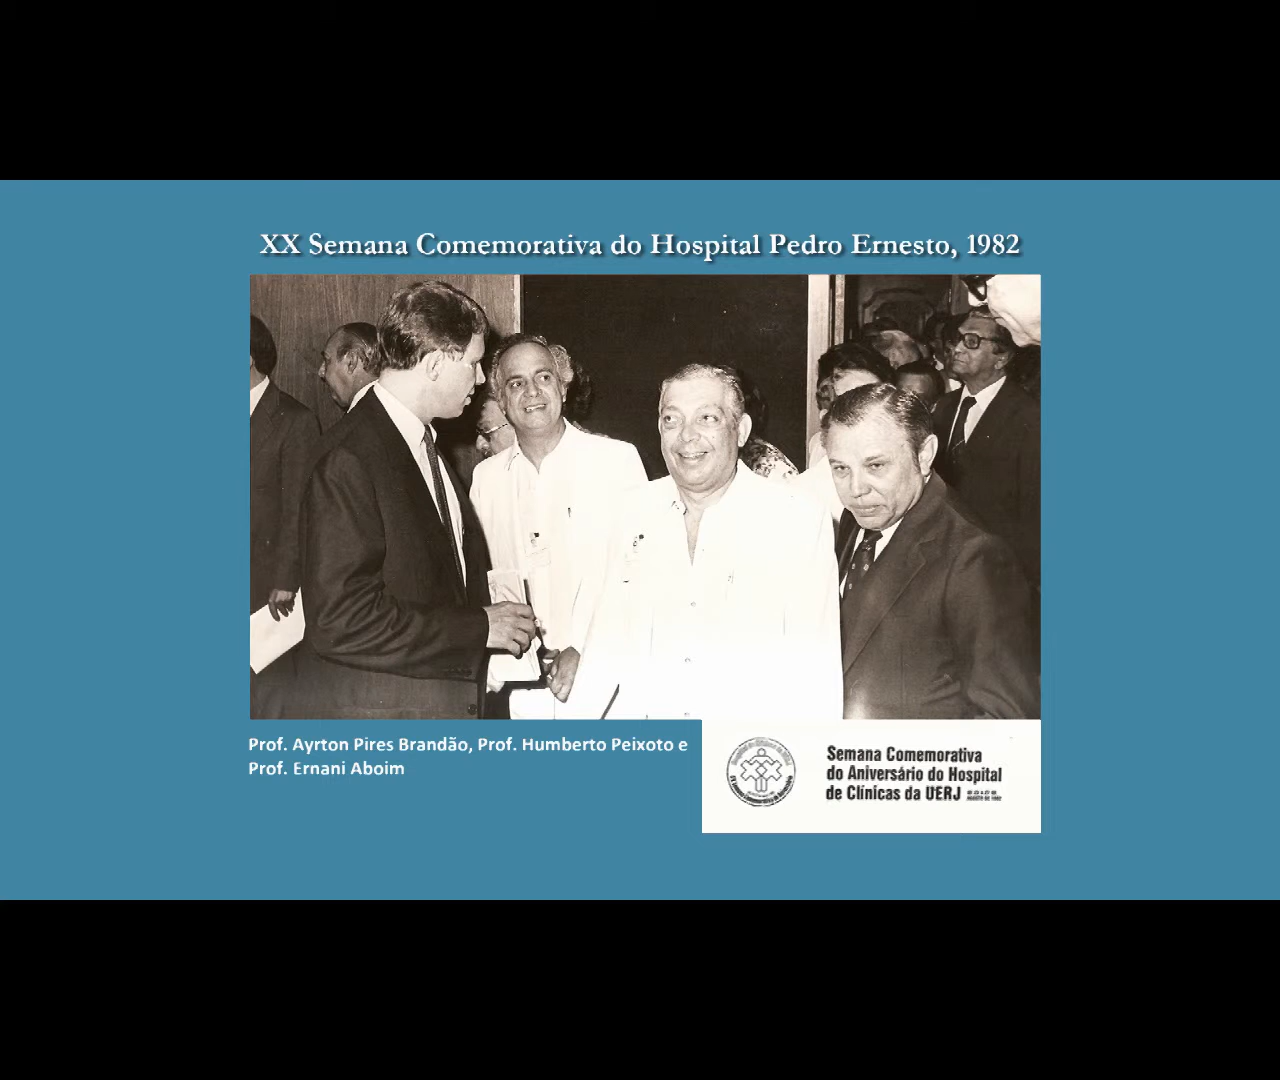 XX Semana Comemorativa do Hospital Pedro Ernesto, 1982
Prof. Ayrton Pires Brandão, Prof. Humberto Peixoto e
Prof. Ernani Aboim
Semana Comemorativa
do Aniversário do Hospital
de Clínicas da UERJ